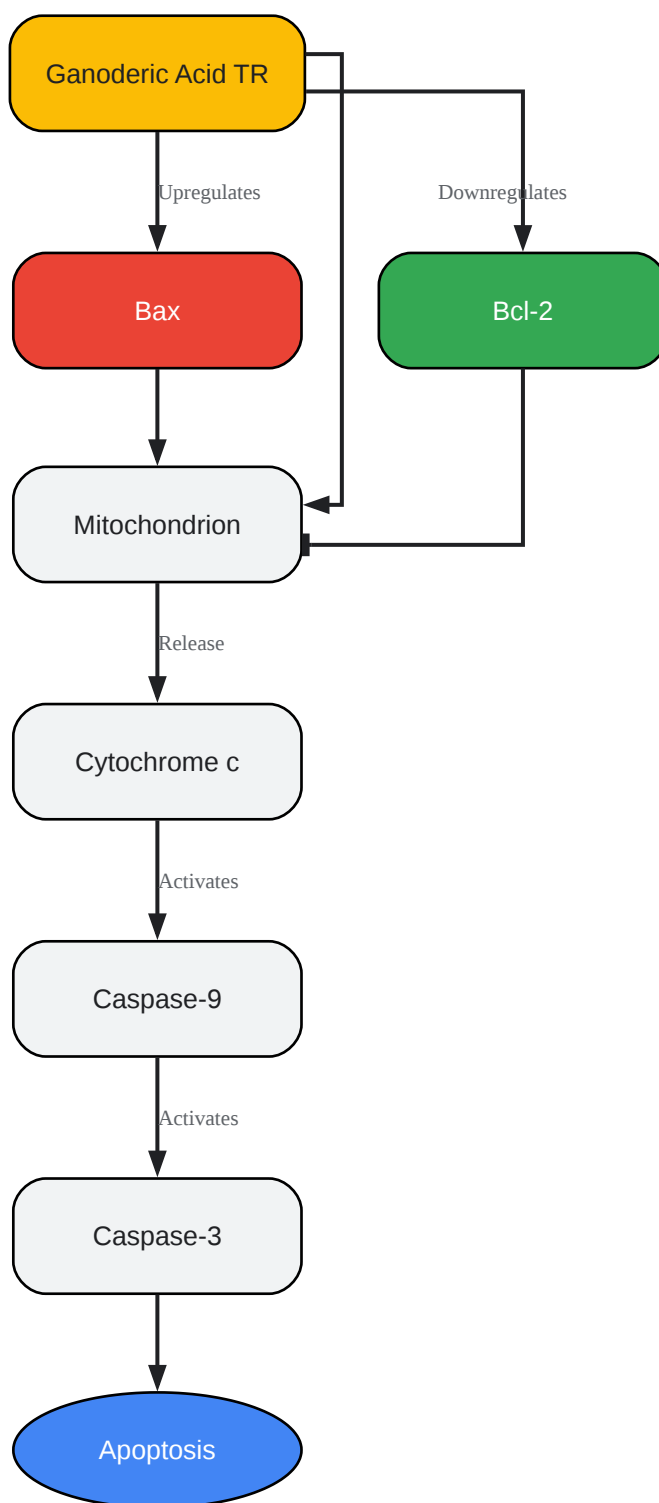 Ganoderic Acid TR
Upregulates
Downregulates
Bax
Bcl-2
Mitochondrion
Release
Cytochrome c
Activates
Caspase-9
Activates
Caspase-3
Apoptosis